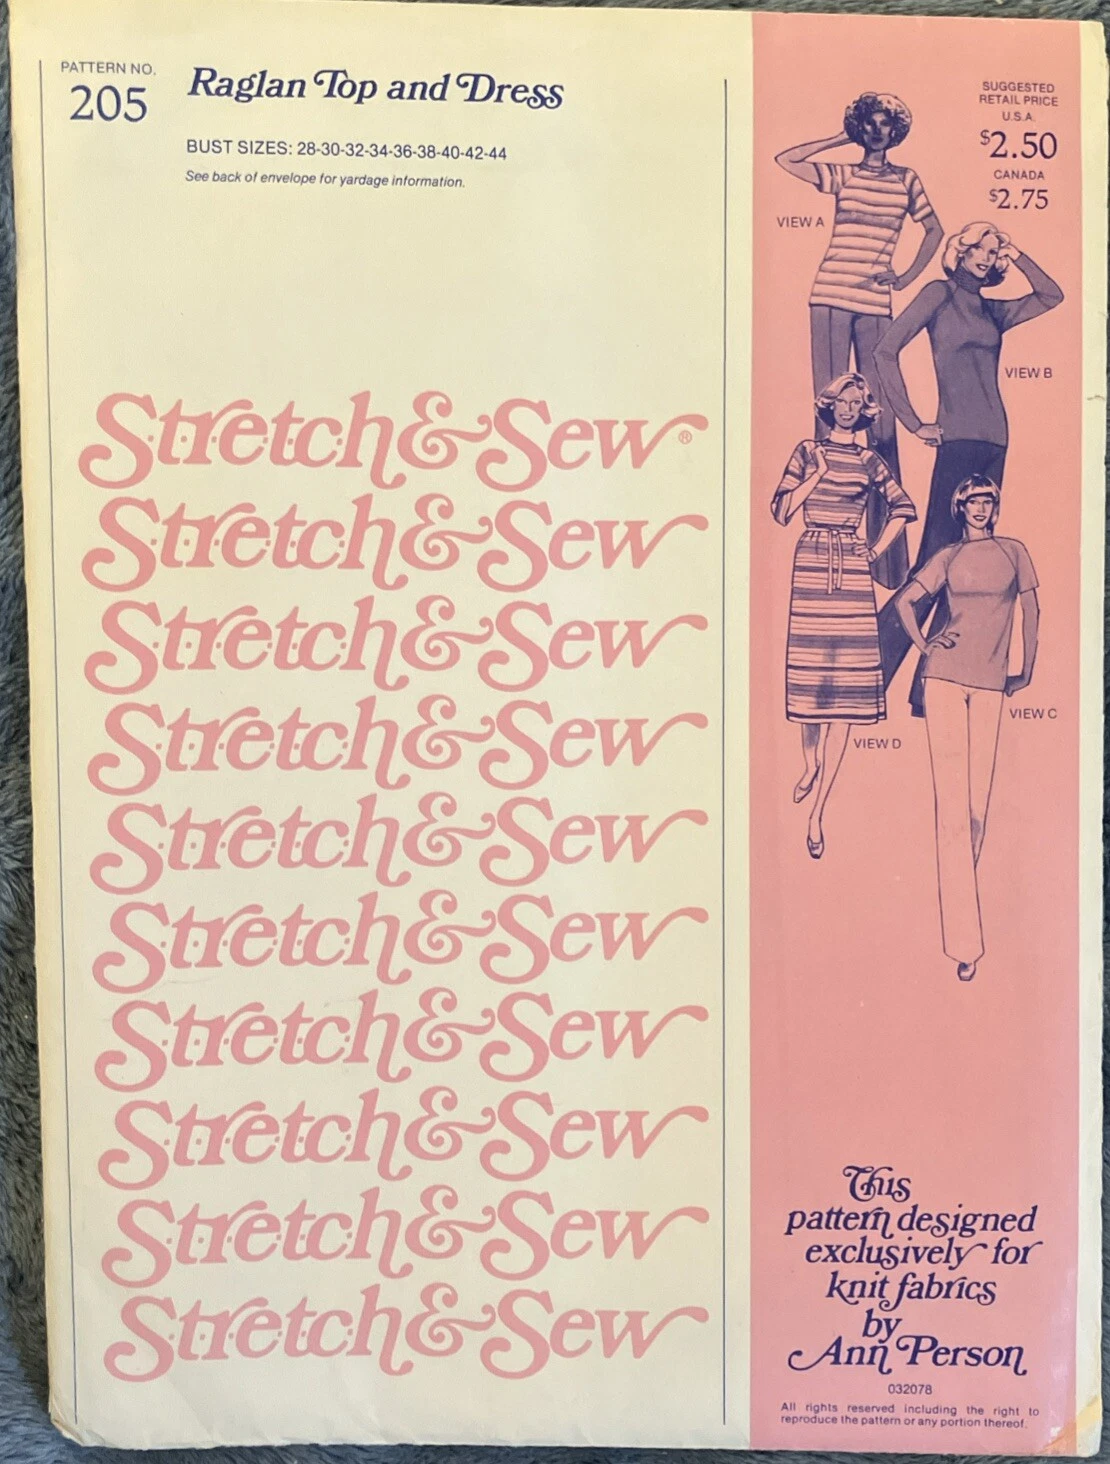 PATTERN NO.
205
Raglan Top and Dress
BUST SIZES: 28-30-32-34-36-38-40-42-44
See back of envelope for yardage information.
Stretch & Sew®
Stretch & Sew
Stretch & Sew
Stretch & Sew
Stretch & Sew
Stretch & Sew
Stretch & Sew
Stretch & Sew
Stretch & Sew
Stretch & Sew
SUGGESTED
RETAIL PRICE
U.S.A.
$2.50
CANADA
$2.75
VIEW A
VIEW B
VIEW C
VIEW D
This
pattern designed
exclusively for
knit fabrics
by
Ann Person
032078
All rights reserved including the right to
reproduce the pattern or any portion thereof.